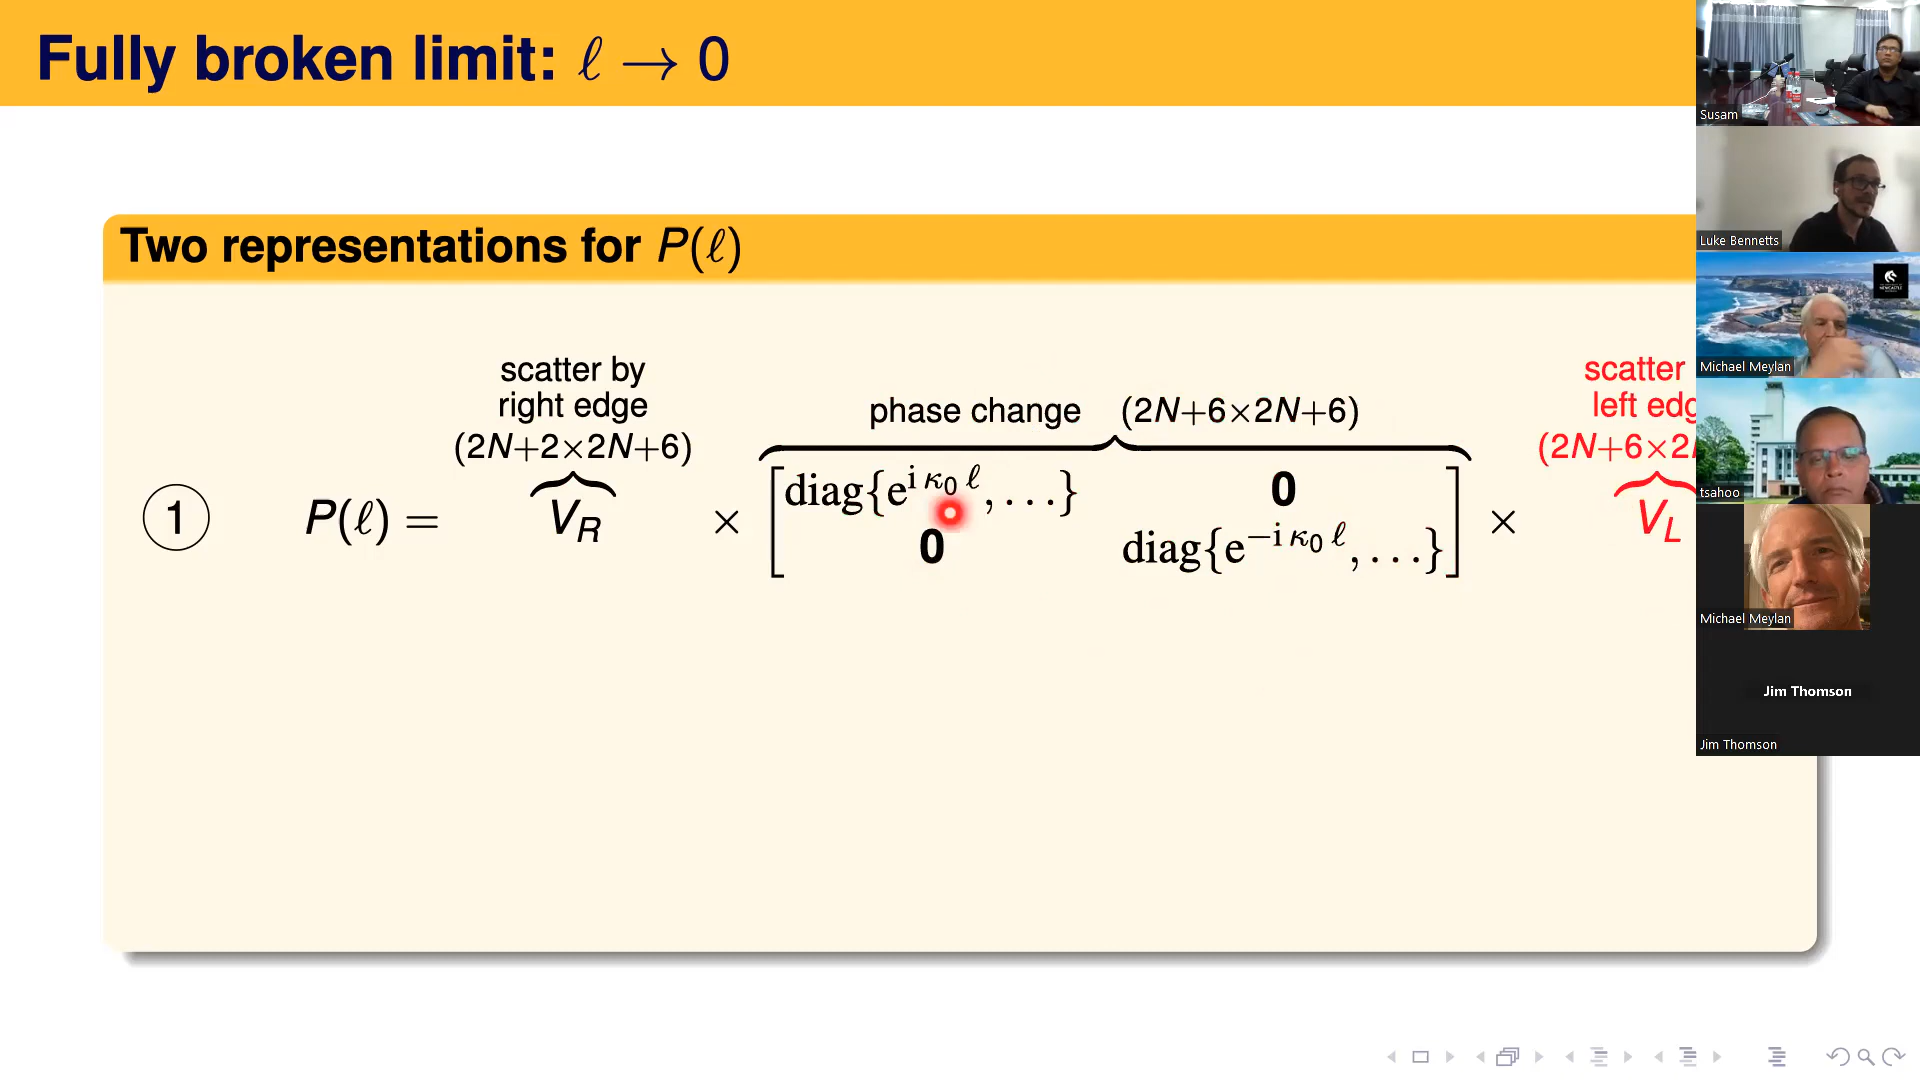 Fully broken limit: ℓ → 0
Two representations for P(ℓ)
scatter by
right edge
(2N+2×2N+6)
phase change (2N+6×2N+6)
scatter
left edg
(2N+6×2
1
P(ℓ) = V_R × [diag{e^{i κ₀ ℓ}, ...} 0
0 diag{e^{−i κ₀ ℓ}, ...}] × V_L
Susam
Luke Bennetts
Michael Meylan
tsahoo
Michael Meylan
Jim Thomson
Jim Thomson